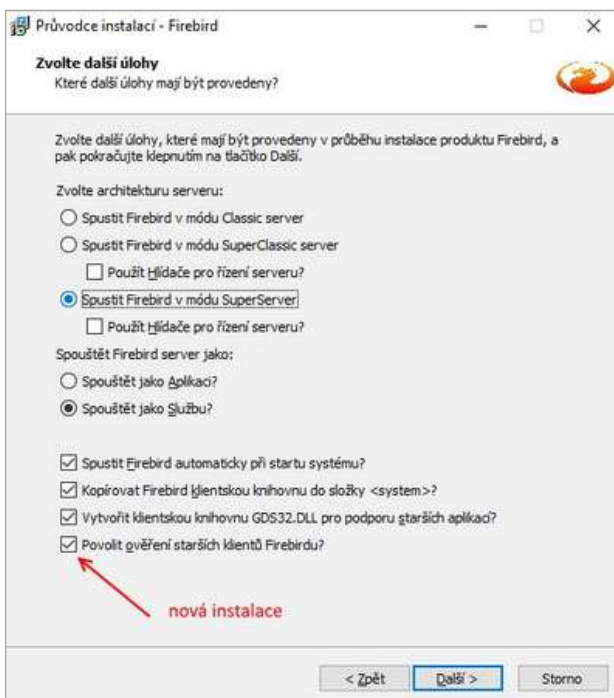 Průvodce instalací - Firebird
Zvolte další úlohy
Které další úlohy mají být provedeny?
Zvolte další úlohy, které mají být provedeny v průběhu instalace produktu Firebird, a
pak pokračujte klepnutím na tlačítko Další.
Zvolte architekturu serveru:
Spustit Firebird v módu Classic server
Spustit Firebird v módu SuperClassic server
Použít Hlídače pro řízení serveru?
Spustit Firebird v módu SuperServer
Použít Hlídače pro řízení serveru?
Spouštět Firebird server jako:
Spouštět jako Aplikaci?
Spouštět jako Službu?
Spustit Firebird automaticky při startu systému?
Kopírovat Firebird klientskou knihovnu do složky <system>?
Vytvořit klientskou knihovnu GDS32.DLL pro podporu starších aplikací?
Povolit ověření starších klientů Firebirdu?
nová instalace
< Zpět
Další >
Storno